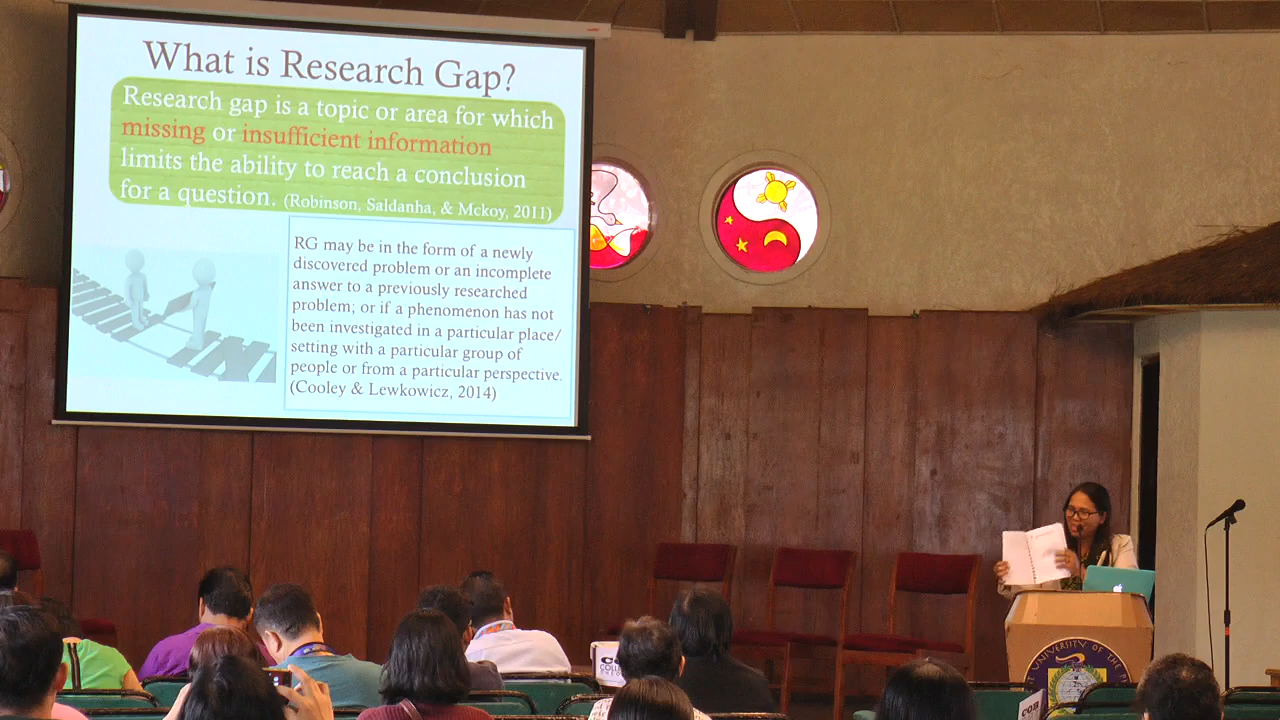 What is Research Gap?
Research gap is a topic or area for which
missing or insufficient information
limits the ability to reach a conclusion
for a question. (Robinson, Saldanha, & Mckoy, 2011)
RG may be in the form of a newly
discovered problem or an incomplete
answer to a previously researched
problem; or if a phenomenon has not
been investigated in a particular place/
setting with a particular group of
people or from a particular perspective.
(Cooley & Lewkowicz, 2014)
UNIVERSITY OF THE